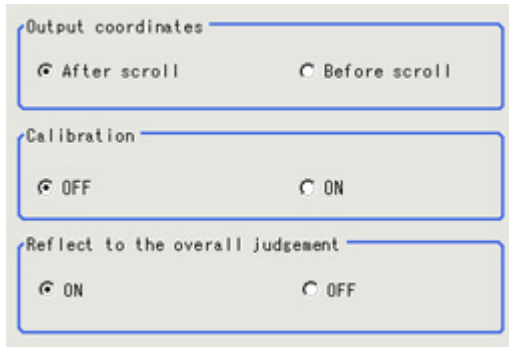 Output coordinates
After scroll Before scroll
Calibration
OFF ON
Reflect to the overall judgement
ON OFF